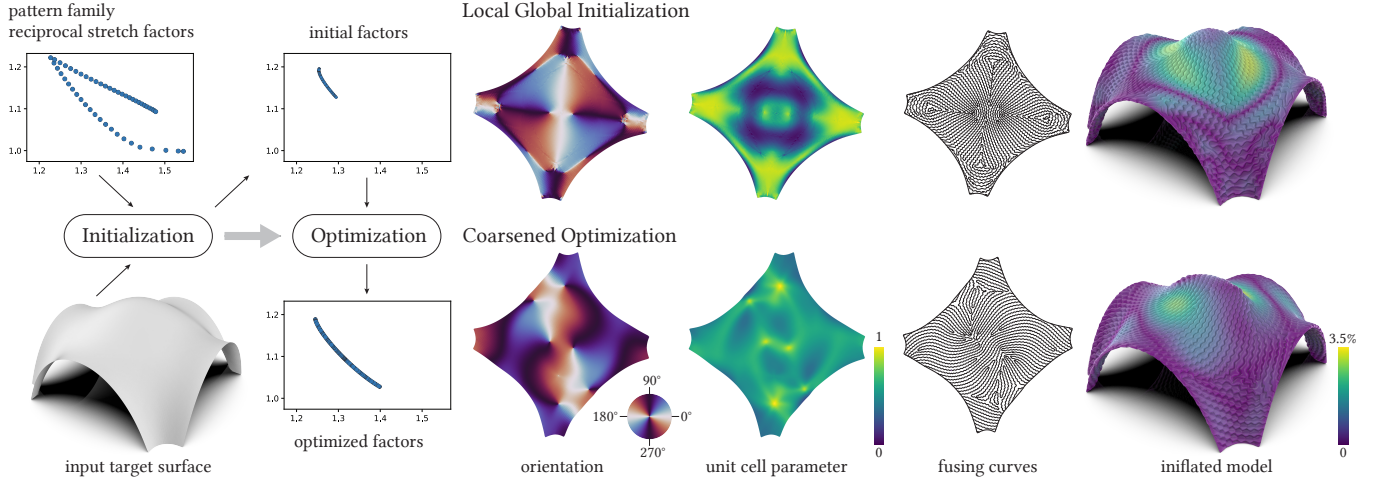 pattern family
reciprocal stretch factors
1.2
1.1
1.0
1.2 1.3 1.4 1.5
initial factors
1.2
1.1
1.0
1.2 1.3 1.4 1.5
Local Global Initialization
Initialization
Optimization
Coarsened Optimization
1.2
1.1
1.0
1.2 1.3 1.4 1.5
optimized factors
input target surface
90°
180° 0°
270°
orientation
1
0
unit cell parameter
fusing curves
3.5%
0
iniflated model